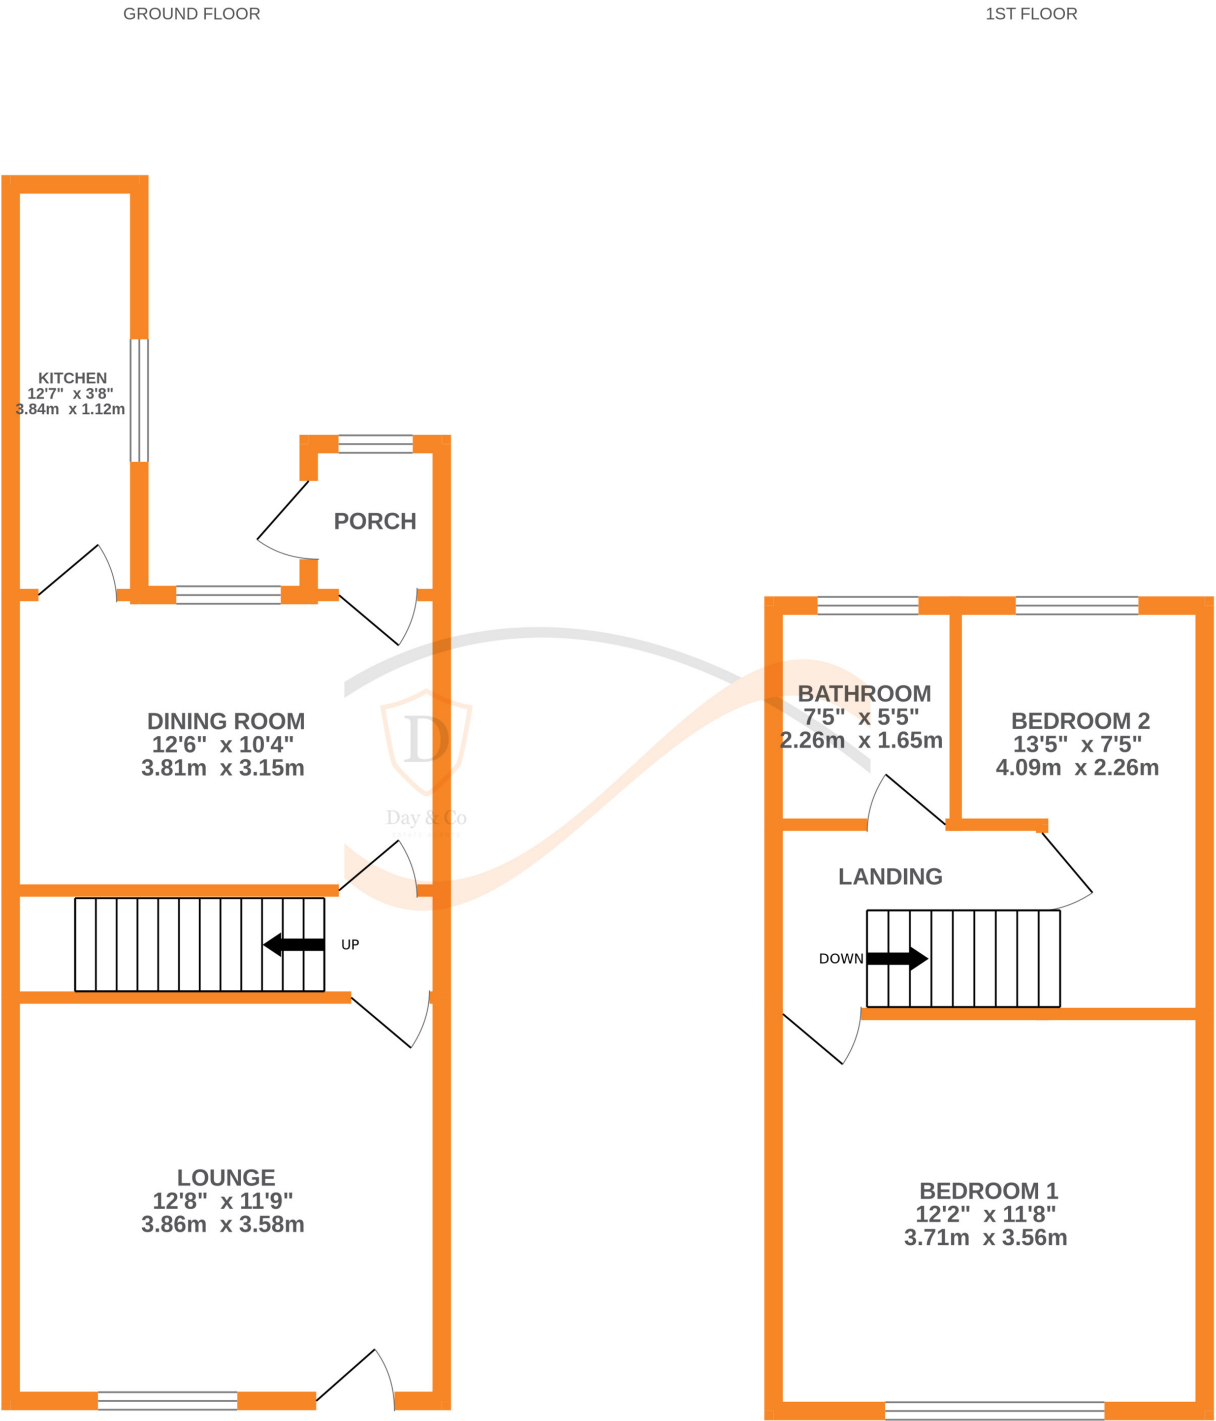 GROUND FLOOR
1ST FLOOR
KITCHEN
12'7" x 3'8"
3.84m x 1.12m
PORCH
DINING ROOM
12'6" x 10'4"
3.81m x 3.15m
D
Day & Co
UP
LOUNGE
12'8" x 11'9"
3.86m x 3.58m
BATHROOM
7'5" x 5'5"
2.26m x 1.65m
BEDROOM 2
13'5" x 7'5"
4.09m x 2.26m
LANDING
DOWN
BEDROOM 1
12'2" x 11'8"
3.71m x 3.56m